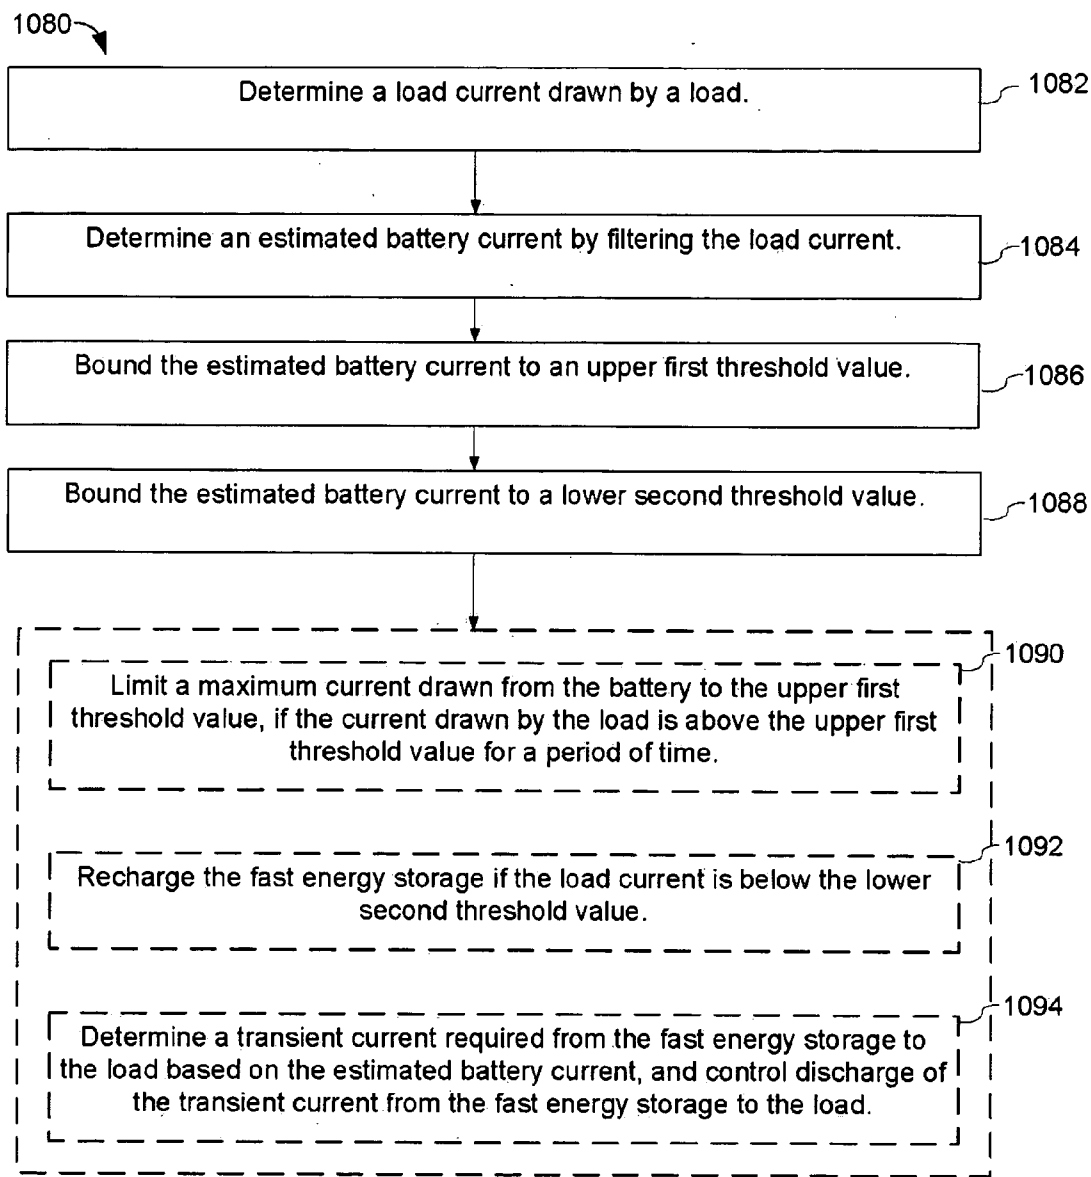 1080
Determine a load current drawn by a load.
1082
Determine an estimated battery current by filtering the load current.
1084
Bound the estimated battery current to an upper first threshold value.
1086
Bound the estimated battery current to a lower second threshold value.
1088
1090
Limit a maximum current drawn from the battery to the upper first
threshold value, if the current drawn by the load is above the upper first
threshold value for a period of time.
1092
Recharge the fast energy storage if the load current is below the lower
second threshold value.
1094
Determine a transient current required from the fast energy storage to
the load based on the estimated battery current, and control discharge of
the transient current from the fast energy storage to the load.